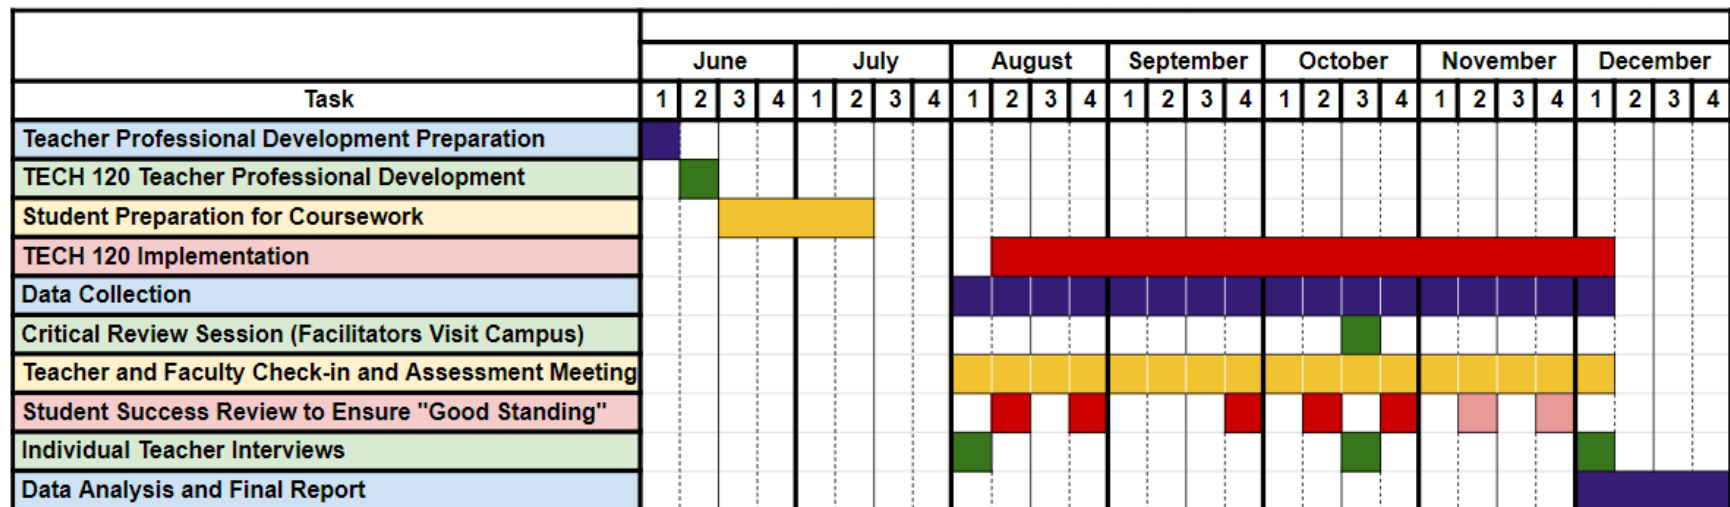 June July August September October November December
Task 1 2 3 4 1 2 3 4 1 2 3 4 1 2 3 4 1 2 3 4 1 2 3 4 1 2 3 4
Teacher Professional Development Preparation
TECH 120 Teacher Professional Development
Student Preparation for Coursework
TECH 120 Implementation
Data Collection
Critical Review Session (Facilitators Visit Campus)
Teacher and Faculty Check-in and Assessment Meeting
Student Success Review to Ensure "Good Standing"
Individual Teacher Interviews
Data Analysis and Final Report